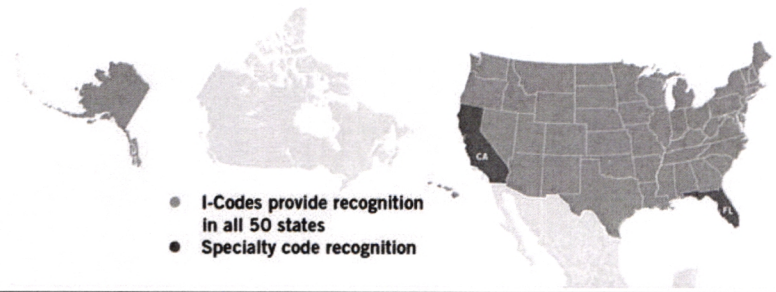 CA
FL
I-Codes provide recognition
in all 50 states
Specialty code recognition